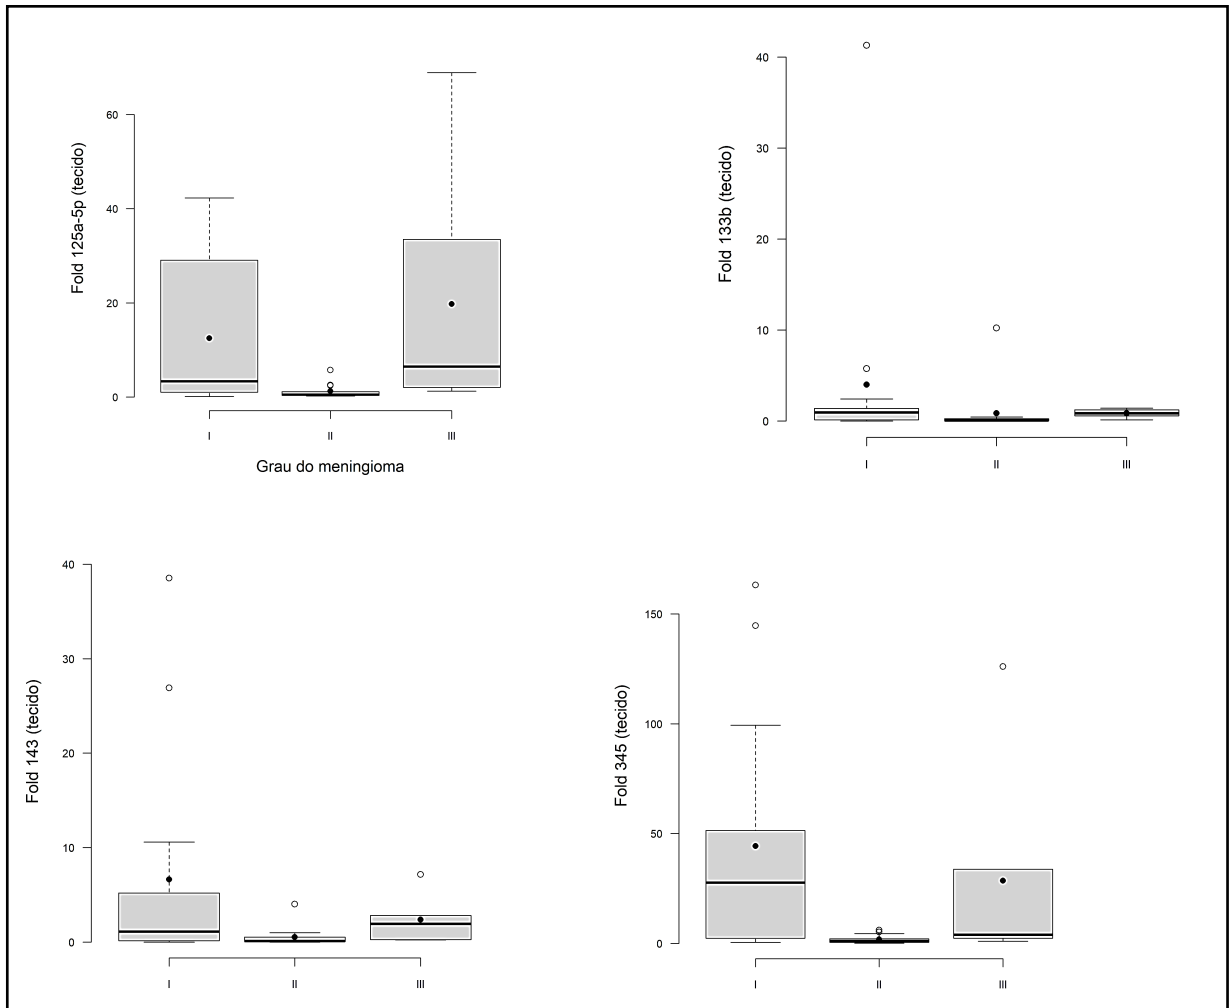 Fold 125a-5p (tecido)
60
40
20
0
I II III
Grau do meningioma
Fold 133b (tecido)
40
30
20
10
0
I II III
Fold 143 (tecido)
40
30
20
10
0
I II III
Fold 345 (tecido)
150
100
50
0
I II III